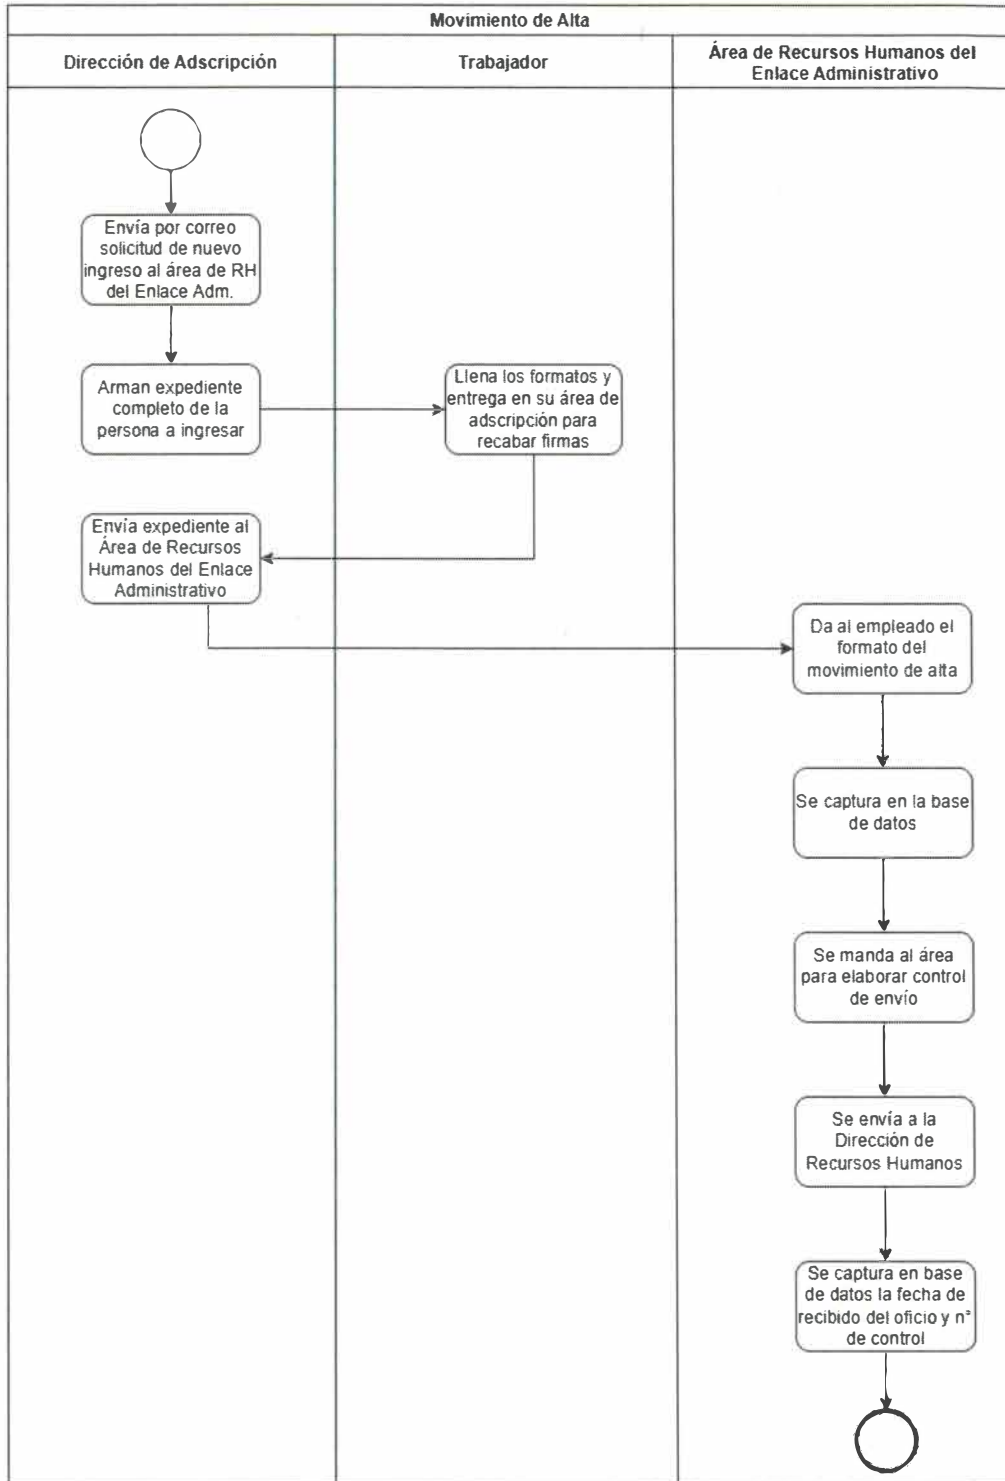 Movimiento de Alta
Dirección de Adscripción
Trabajador
Área de Recursos Humanos del
Enlace Administrativo
Envía por correo
solicitud de nuevo
ingreso al área de RH
del Enlace Adm.
Arman expediente
completo de la
persona a ingresar
Llena los formatos y
entrega en su área de
adscripción para
recabar firmas
Envía expediente al
Área de Recursos
Humanos del Enlace
Administrativo
Da al empleado el
formato del
movimiento de alta
Se captura en la base
de datos
Se manda al área
para elaborar control
de envío
Se envía a la
Dirección de
Recursos Humanos
Se captura en base
de datos la fecha de
recibido del oficio y n°
de control